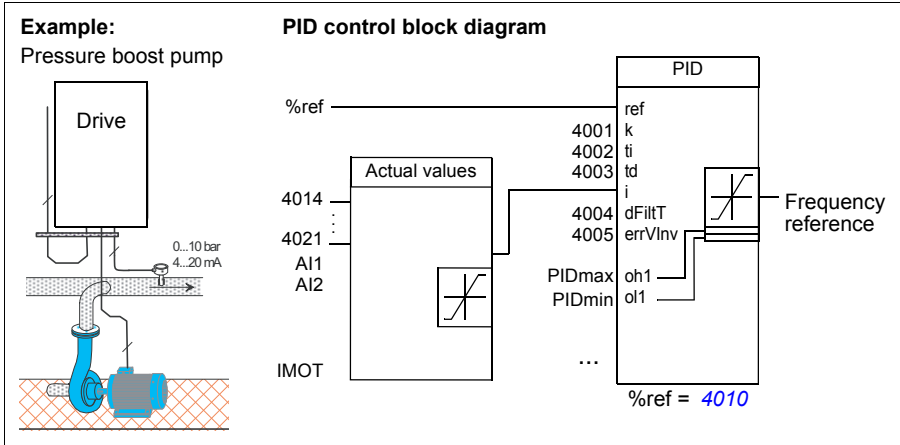 Example:
Pressure boost pump
Drive
0...10 bar
4...20 mA
PID control block diagram
PID
%ref
ref
4001 k
4002 ti
4003 td
i
4004 dFiltT
4005 errVInv
PIDmax oh1
PIDmin ol1
...
%ref = 4010
Actual values
4014
...
4021
AI1
AI2
IMOT
Frequency
reference